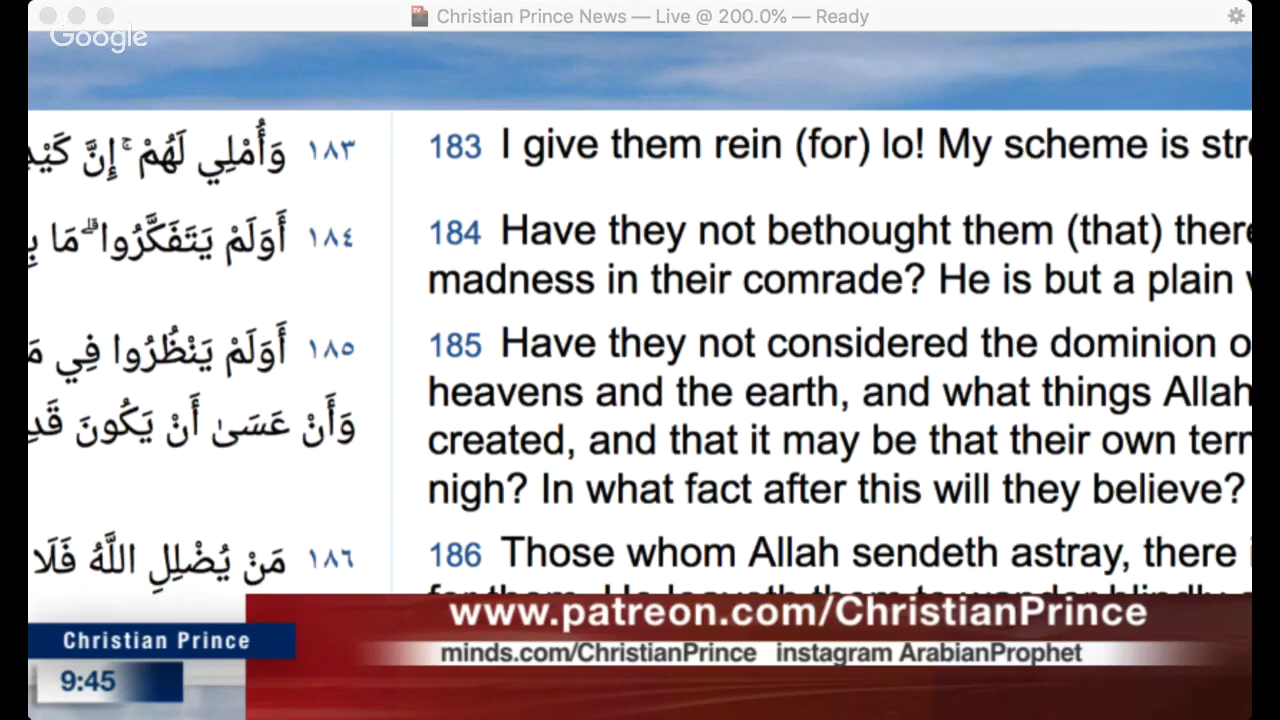 Christian Prince News — Live @ 200.0% — Ready
Google
١٨٣ وَأُمْلِي لَهُمْ ۚ إِنَّ
183 I give them rein (for) lo! My scheme is
١٨٤ أَوَلَمْ يَتَفَكَّرُوا ۗ مَا
184 Have they not bethought them (that)
madness in their comrade? He is but a plain
١٨٥ أَوَلَمْ يَنْظُرُوا فِي
185 Have they not considered the dominion
وَأَنْ عَسَىٰ أَنْ يَكُونَ
heavens and the earth, and what things Allah
created, and that it may be that their own
nigh? In what fact after this will they believe?
١٨٦ مَنْ يُضْلِلِ اللَّهُ فَلَا
186 Those whom Allah sendeth astray, there
www.patreon.com/ChristianPrince
Christian Prince
minds.com/ChristianPrince instagram ArabianProphet
9:45